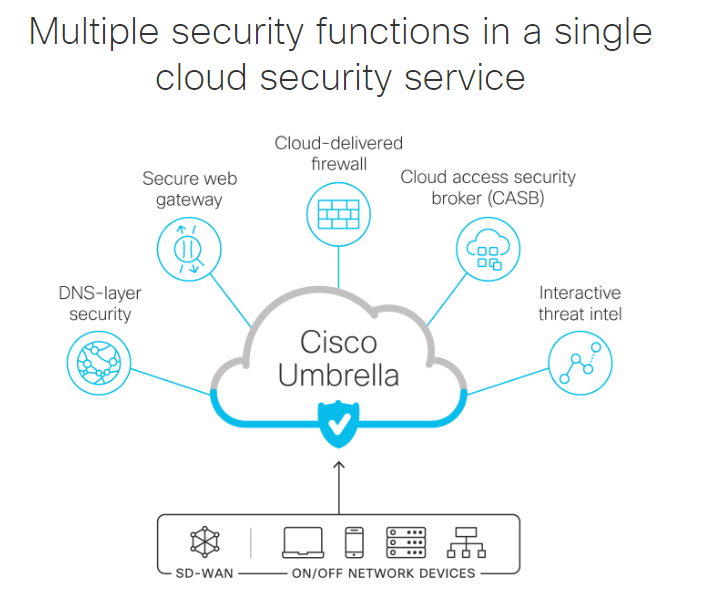 Multiple security functions in a single
cloud security service
Cloud-delivered
firewall
Secure web
gateway
Cloud access security
broker (CASB)
DNS-layer
security
Interactive
threat intel
Cisco
Umbrella
SD-WAN
ON/OFF NETWORK DEVICES